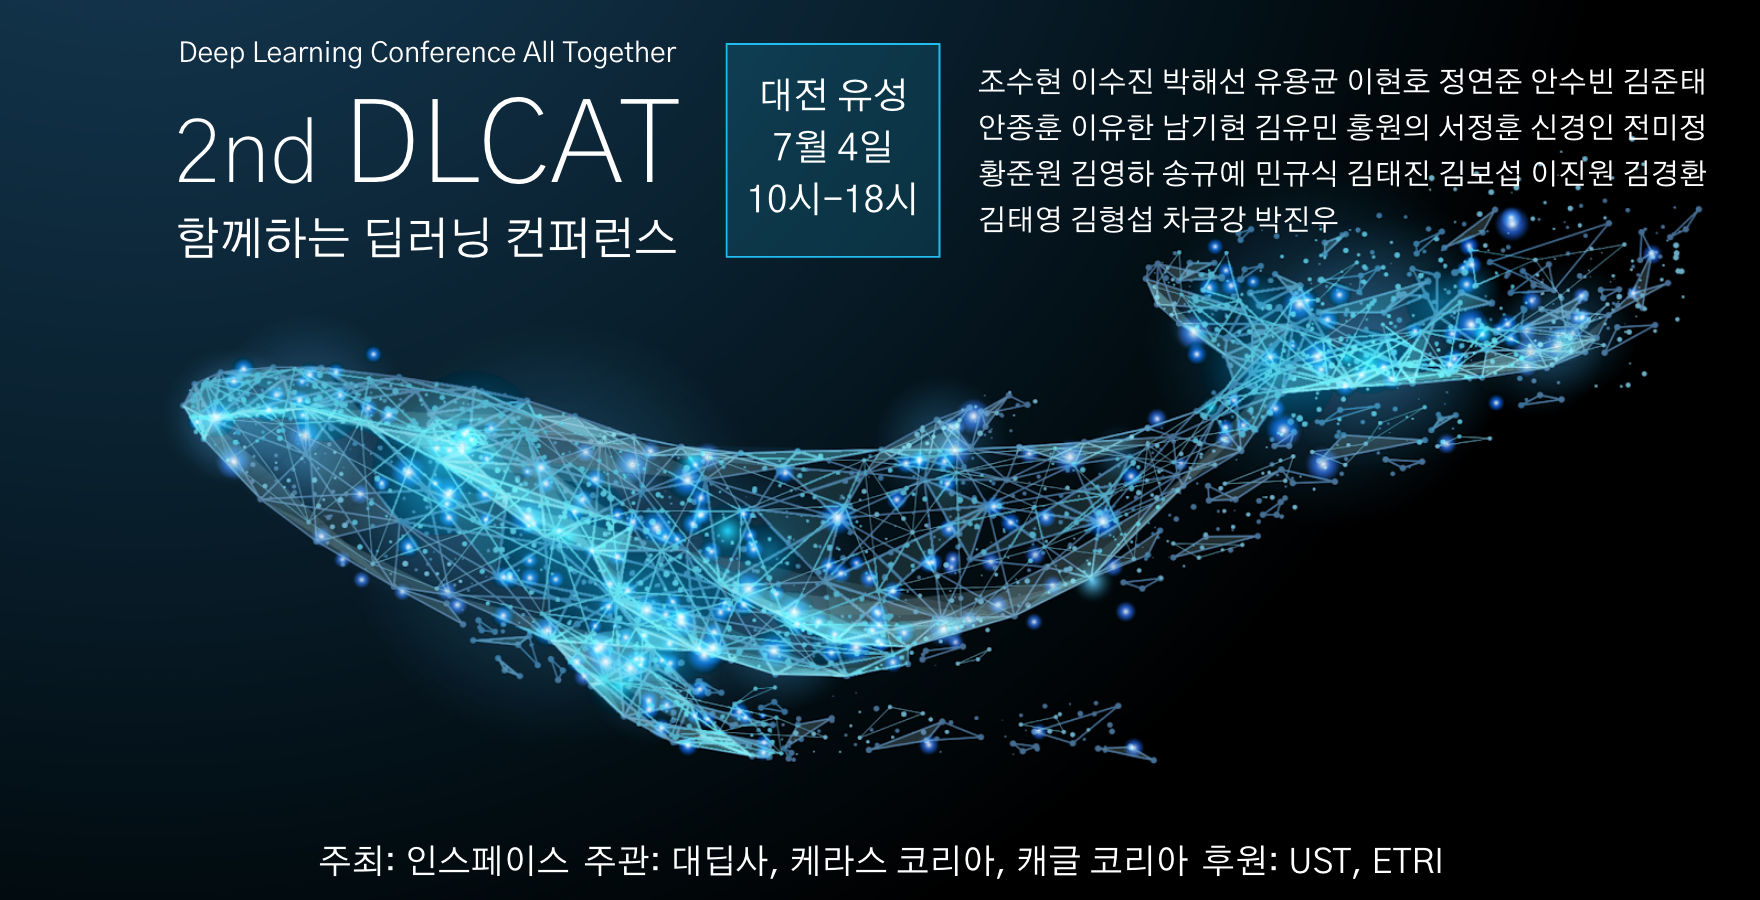 Deep Learning Conference All Together
2nd DLCAT
함께하는 딥러닝 컨퍼런스
대전 유성
7월 4일
10시-18시
조수현 이수진 박해선 유용균 이현호 정연준 안수빈 김준태
안종훈 이유한 남기현 김유민 홍원의 서정훈 신경인 전미정
황준원 김영하 송규예 민규식 김태진 김보섭 이진원 김경환
김태영 김형섭 차금강 박진우
주최: 인스페이스 주관: 대딥사, 케라스 코리아, 캐글 코리아 후원: UST, ETRI